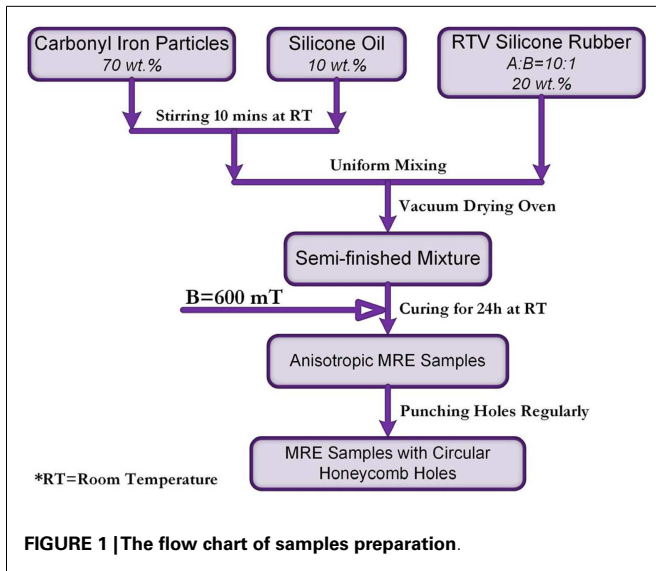 Carbonyl Iron Particles
70 wt.%
Silicone Oil
10 wt.%
RTV Silicone Rubber
A:B=10:1
20 wt.%
Stirring 10 mins at RT
Uniform Mixing
Vacuum Drying Oven
Semi-finished Mixture
B=600 mT
Curing for 24h at RT
Anisotropic MRE Samples
Punching Holes Regularly
MRE Samples with Circular
Honeycomb Holes
*RT=Room Temperature
FIGURE 1 | The flow chart of samples preparation.